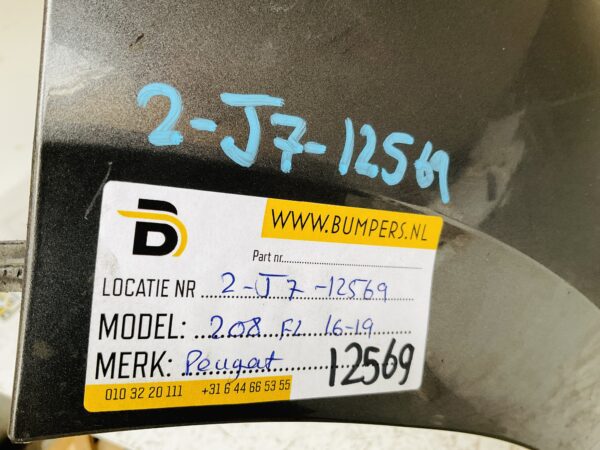 2-J7-12569
B
WWW.BUMPERS.NL
Part nr.
LOCATIE NR 2-J7-12569
MODEL: 208 FL 16-19
MERK: Peugat 12569
010 32 20 111 +31 6 44 66 53 55